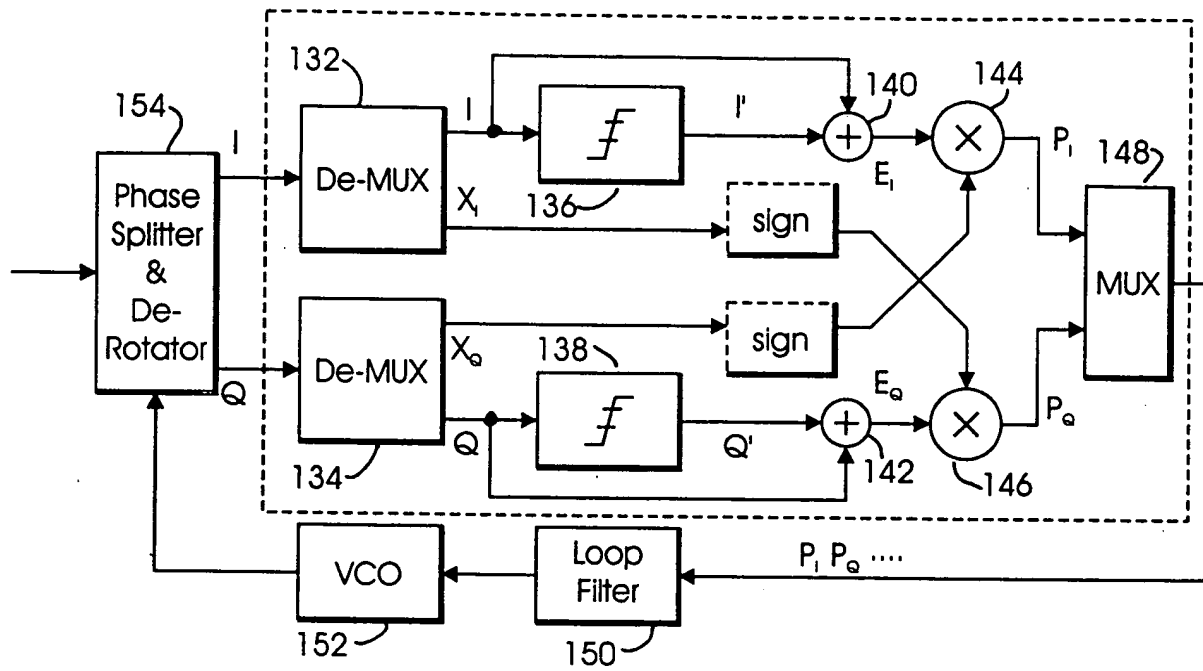 132
154
I
De-MUX
I
136
I'
140
E_I
144
P_I
148
Phase
Splitter
&
De-
Rotator
X_I
sign
MUX
Q
De-MUX
X_Q
sign
138
Q
134
Q'
142
E_Q
146
P_Q
VCO
152
Loop
Filter
150
P_I P_Q ....